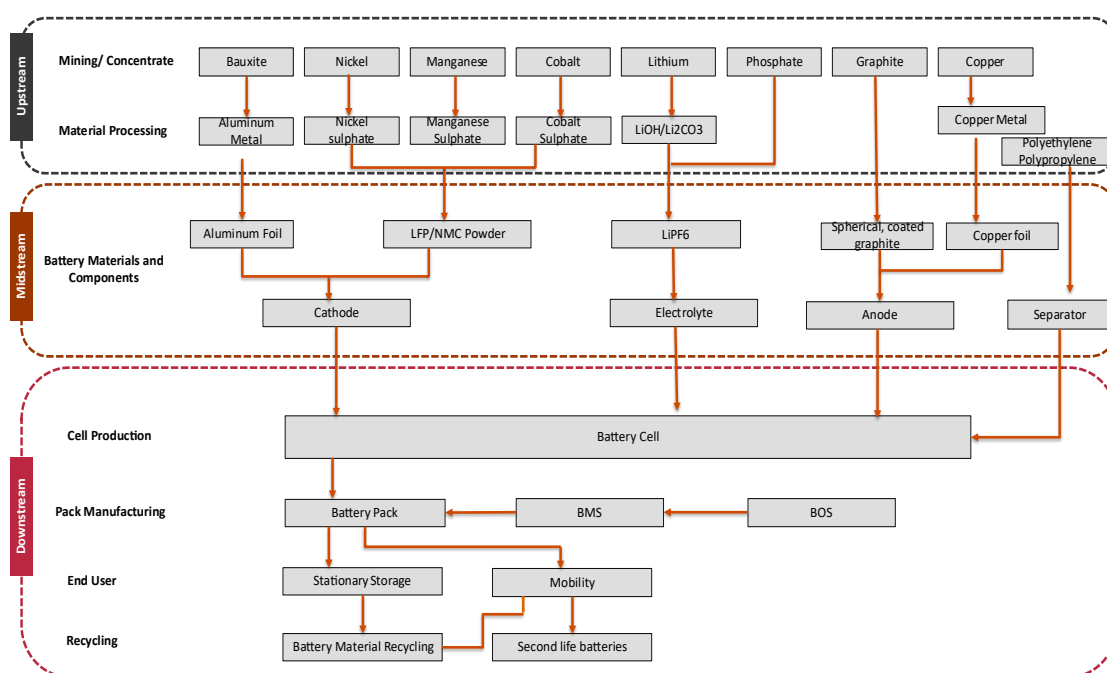 Upstream
Mining/ Concentrate
Bauxite
Nickel
Manganese
Cobalt
Lithium
Phosphate
Graphite
Copper
Material Processing
Aluminum
Metal
Nickel
sulphate
Manganese
Sulphate
Cobalt
Sulphate
LiOH/Li2CO3
Copper Metal
Polyethylene
Polypropylene
Midstream
Battery Materials and
Components
Aluminum Foil
LFP/NMC Powder
LiPF6
Spherical, coated
graphite
Copper foil
Cathode
Electrolyte
Anode
Separator
Downstream
Cell Production
Battery Cell
Pack Manufacturing
Battery Pack
BMS
BOS
End User
Stationary Storage
Mobility
Recycling
Battery Material Recycling
Second life batteries